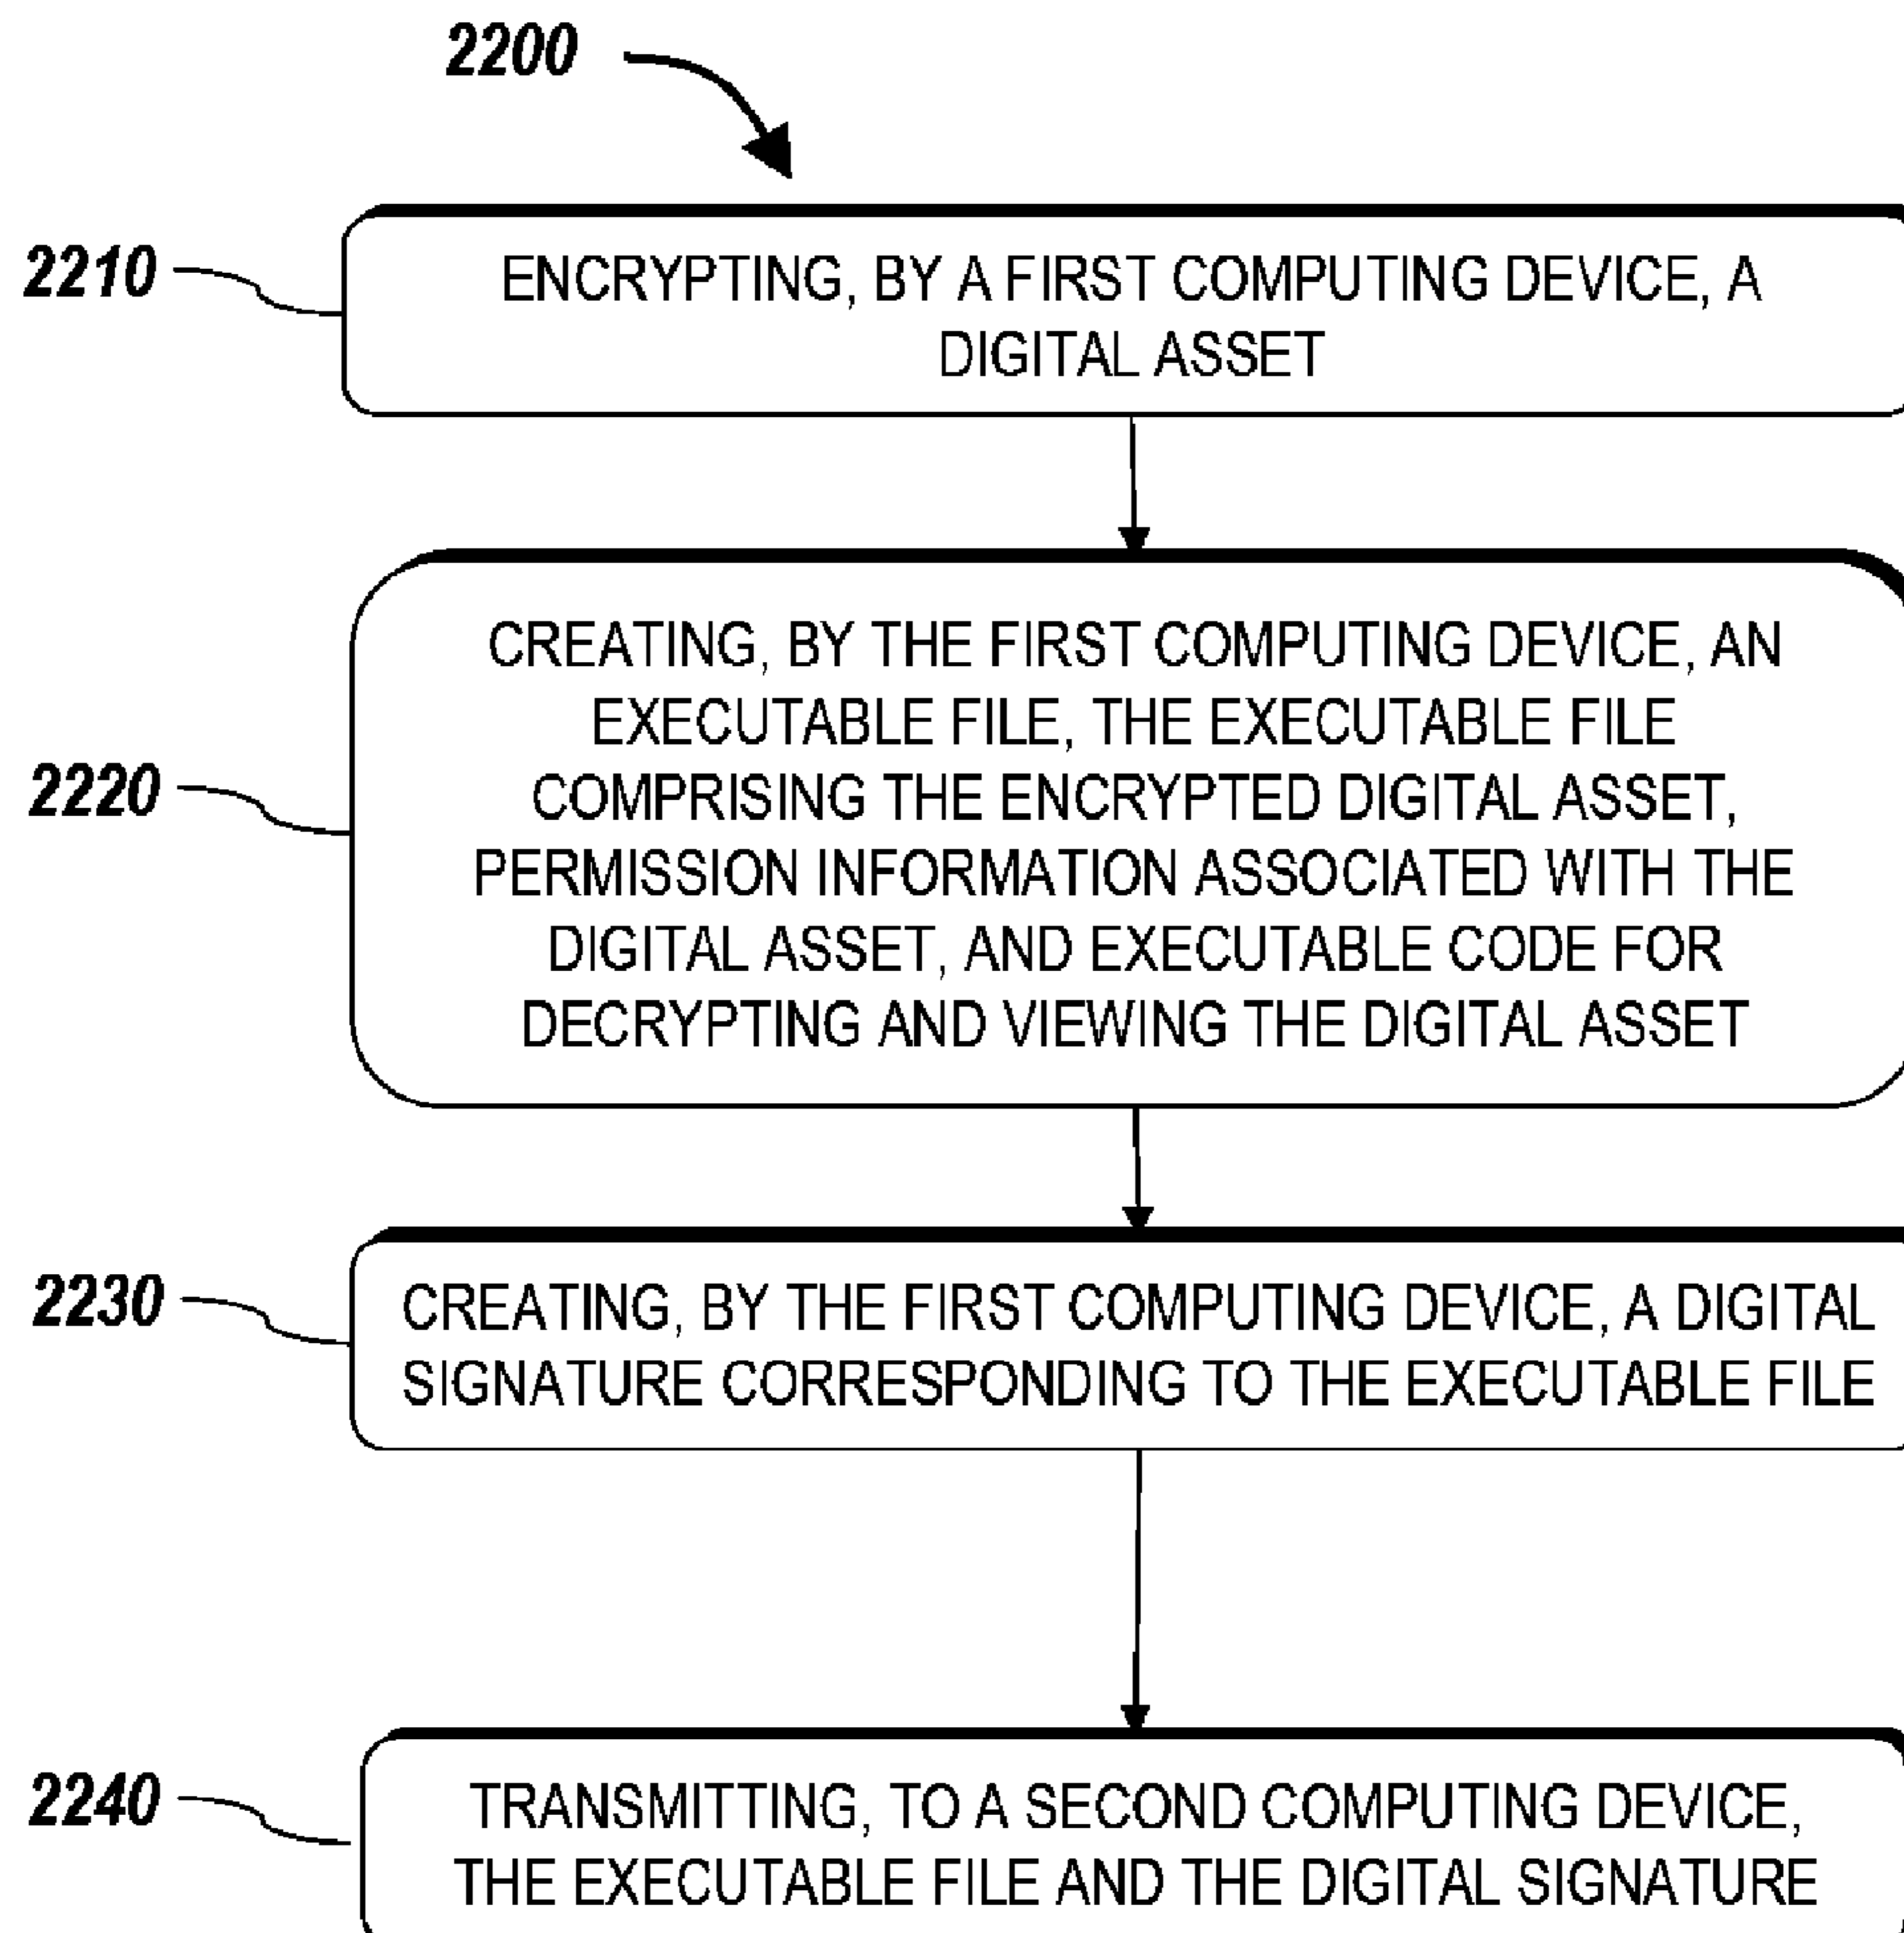 2200
2210
ENCRYPTING, BY A FIRST COMPUTING DEVICE, A
DIGITAL ASSET
2220
CREATING, BY THE FIRST COMPUTING DEVICE, AN
EXECUTABLE FILE, THE EXECUTABLE FILE
COMPRISING THE ENCRYPTED DIGITAL ASSET,
PERMISSION INFORMATION ASSOCIATED WITH THE
DIGITAL ASSET, AND EXECUTABLE CODE FOR
DECRYPTING AND VIEWING THE DIGITAL ASSET
2230
CREATING, BY THE FIRST COMPUTING DEVICE, A DIGITAL
SIGNATURE CORRESPONDING TO THE EXECUTABLE FILE
2240
TRANSMITTING, TO A SECOND COMPUTING DEVICE,
THE EXECUTABLE FILE AND THE DIGITAL SIGNATURE